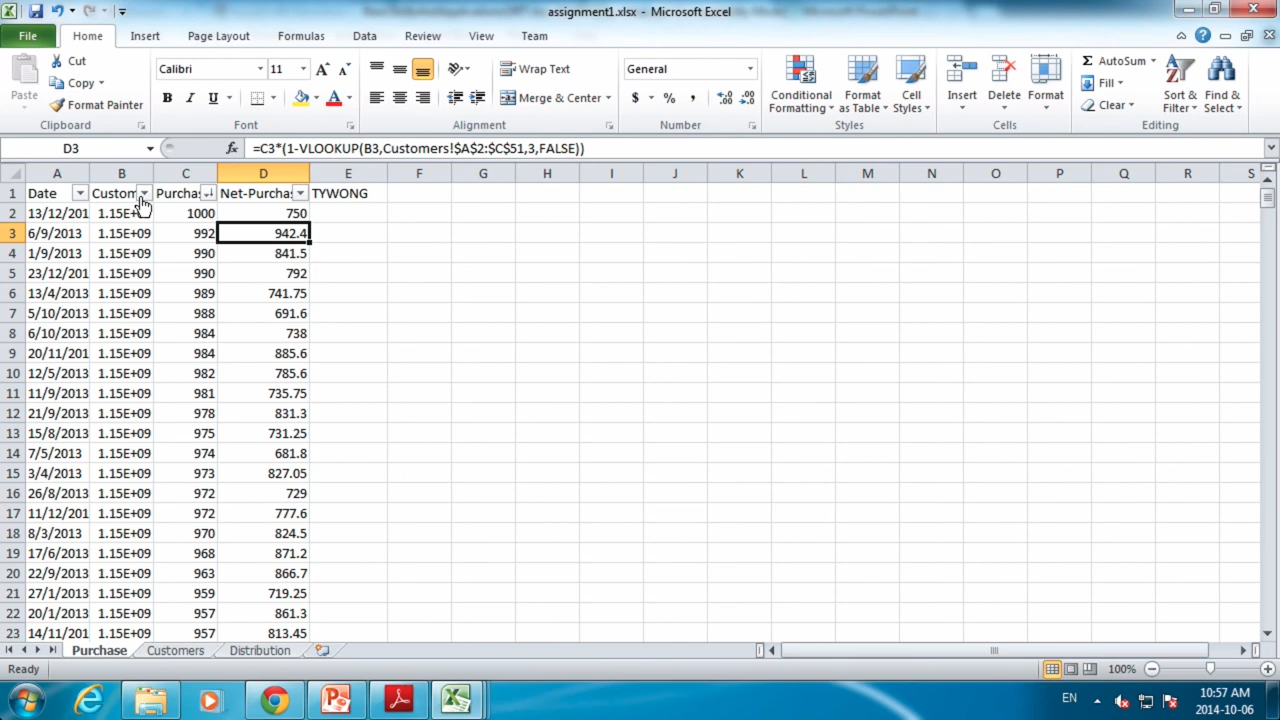 assignment1.xlsx - Microsoft Excel
File Home Insert Page Layout Formulas Data Review View Team
Cut
Copy
Format Painter
Paste
Clipboard
Calibri 11
B I U
Font
Wrap Text
Merge & Center
Alignment
General
$ % ,
Number
Conditional Formatting
Format as Table
Cell Styles
Styles
Insert Delete Format
Cells
Σ AutoSum
Fill
Clear
Sort & Filter
Find & Select
Editing
D3 fx =C3*(1-VLOOKUP(B3,Customers!$A$2:$C$51,3,FALSE))
A B C D E F G H I J K L M N O P Q R S
1 Date Custom Purchas Net-Purchas TYWONG
2 13/12/201 1.15E+09 1000 750
3 6/9/2013 1.15E+09 992 942.4
4 1/9/2013 1.15E+09 990 841.5
5 23/12/201 1.15E+09 990 792
6 13/4/2013 1.15E+09 989 741.75
7 5/10/2013 1.15E+09 988 691.6
8 6/10/2013 1.15E+09 984 738
9 20/11/201 1.15E+09 984 885.6
10 12/5/2013 1.15E+09 982 785.6
11 11/9/2013 1.15E+09 981 735.75
12 21/9/2013 1.15E+09 978 831.3
13 15/8/2013 1.15E+09 975 731.25
14 7/5/2013 1.15E+09 974 681.8
15 3/4/2013 1.15E+09 973 827.05
16 26/8/2013 1.15E+09 972 729
17 11/12/201 1.15E+09 972 777.6
18 8/3/2013 1.15E+09 970 824.5
19 17/6/2013 1.15E+09 968 871.2
20 22/9/2013 1.15E+09 963 866.7
21 27/1/2013 1.15E+09 959 719.25
22 20/1/2013 1.15E+09 957 861.3
23 14/11/201 1.15E+09 957 813.45
Purchase Customers Distribution
Ready 100%
EN 10:57 AM
2014-10-06